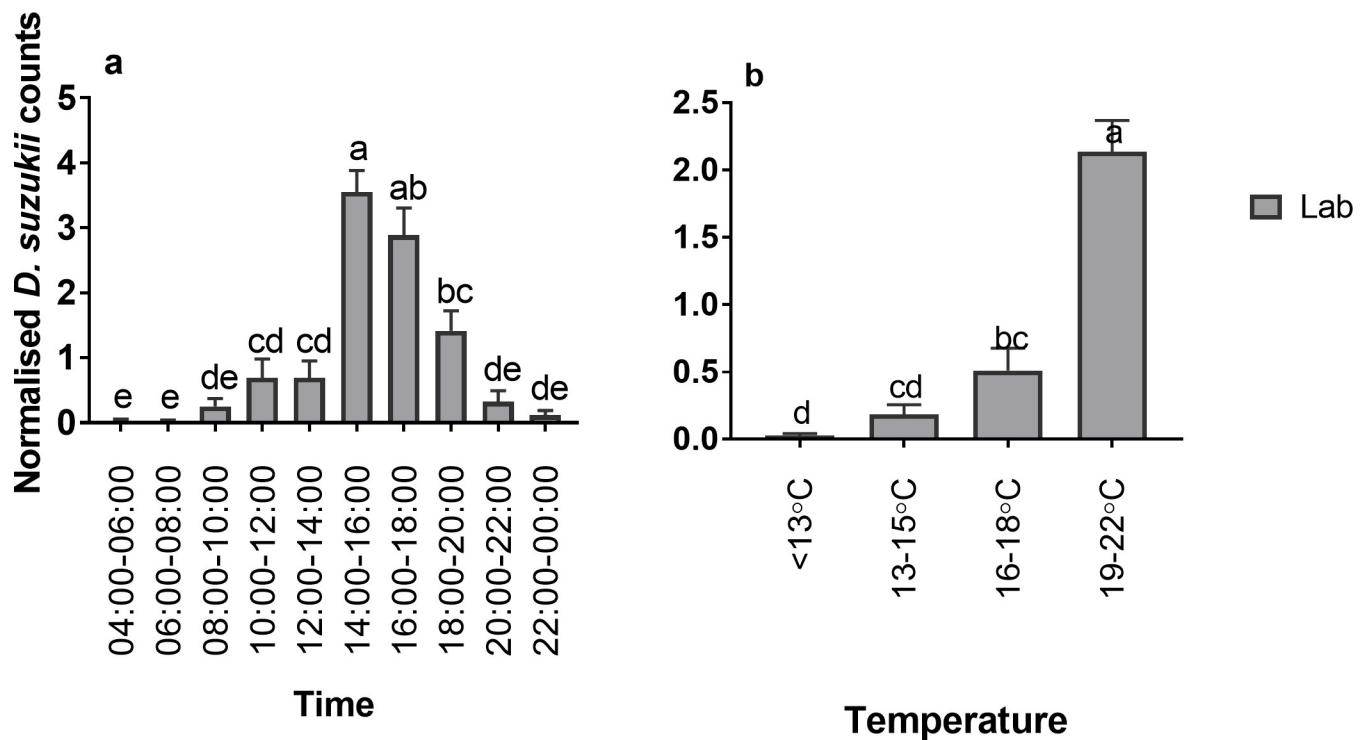 Normalised D. suzukii counts
a
5
4
3
2
1
0
e
e
de
cd
cd
a
ab
bc
de
de
04:00-06:00
06:00-08:00
08:00-10:00
10:00-12:00
12:00-14:00
14:00-16:00
16:00-18:00
18:00-20:00
20:00-22:00
22:00-00:00
Time
b
2.5
2.0
1.5
1.0
0.5
0.0
d
cd
bc
a
<13°C
13-15°C
16-18°C
19-22°C
Temperature
Lab